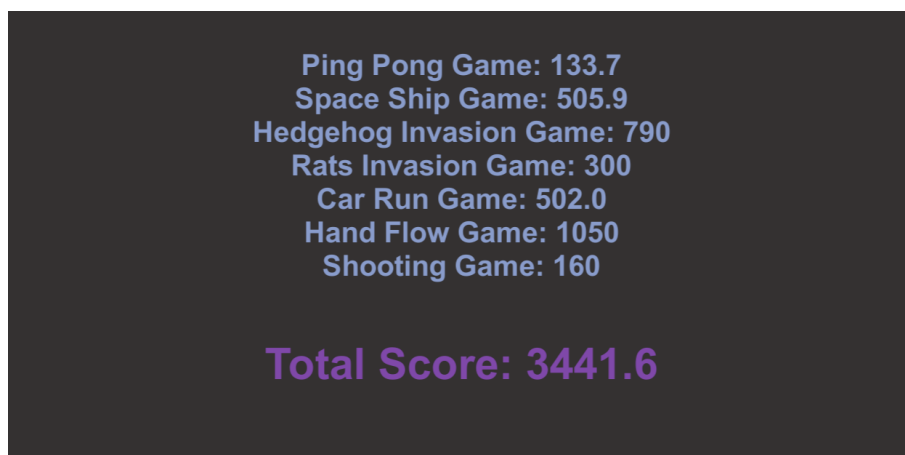 Ping Pong Game: 133.7
Space Ship Game: 505.9
Hedgehog Invasion Game: 790
Rats Invasion Game: 300
Car Run Game: 502.0
Hand Flow Game: 1050
Shooting Game: 160
Total Score: 3441.6